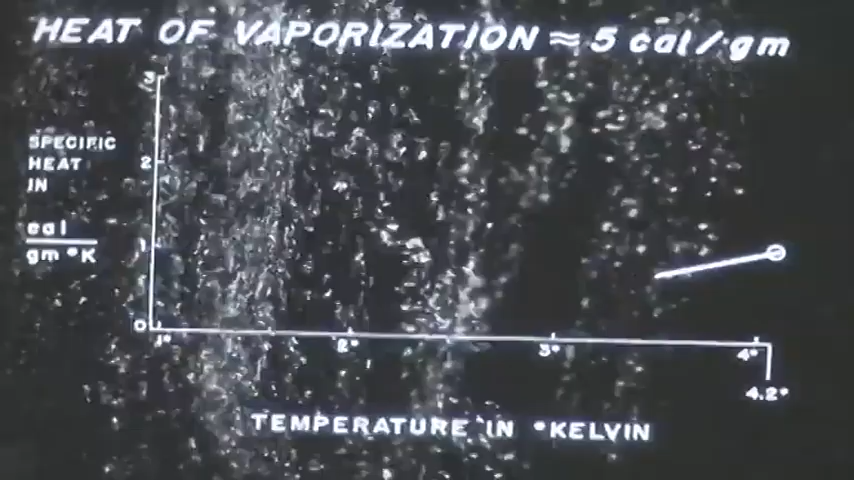 HEAT OF VAPORIZATION ≈ 5 cal/gm
3
SPECIFIC
HEAT
IN
cal
gm °K
2
1
0
1° 2° 3° 4°
4.2°
TEMPERATURE IN °KELVIN